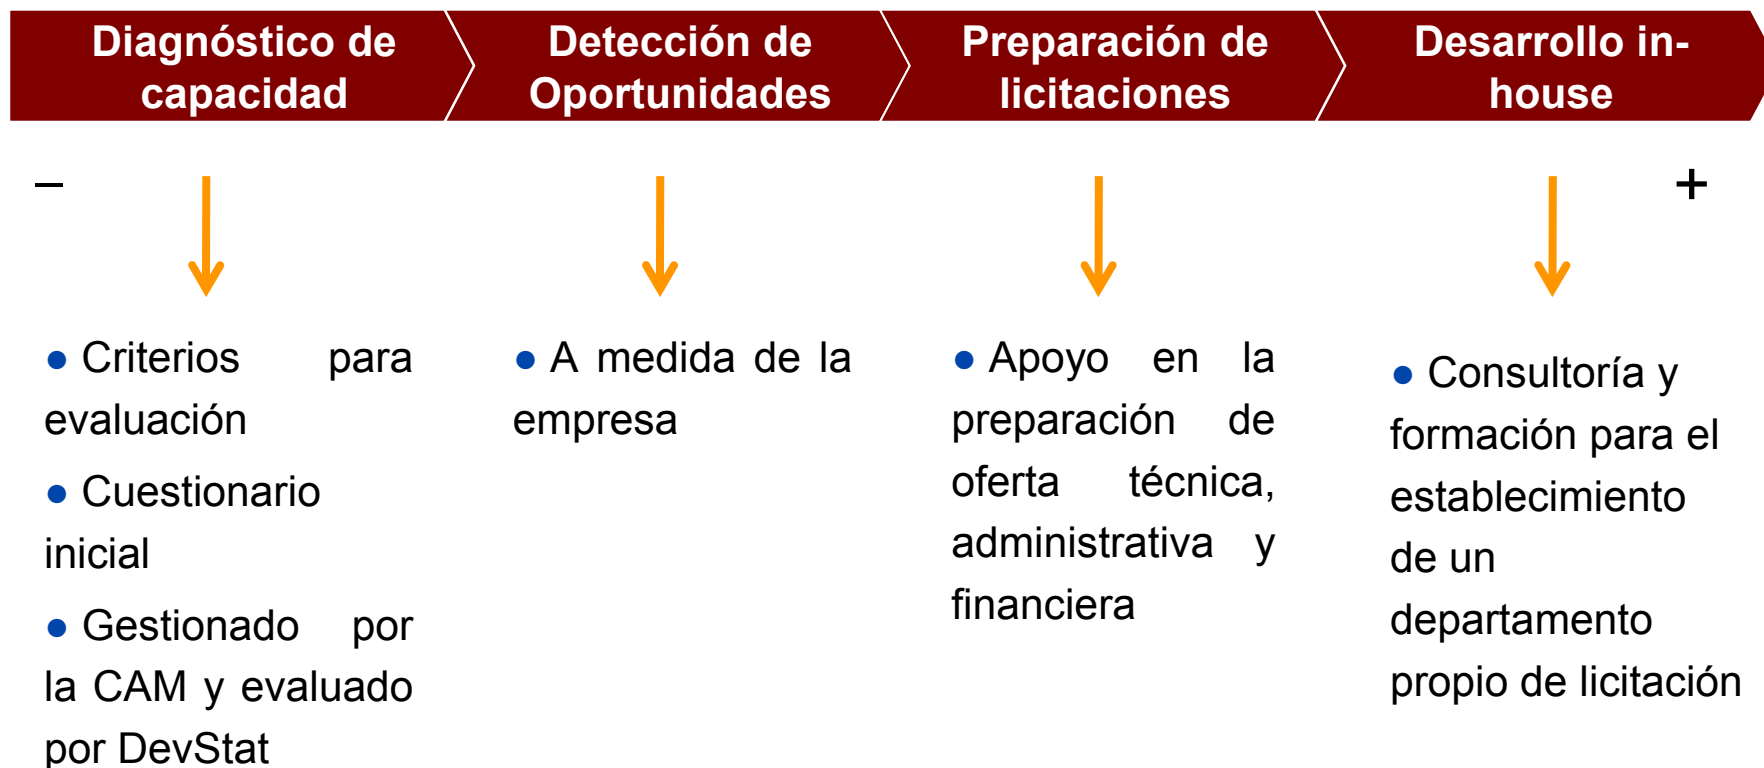 Diagnóstico de
capacidad
Detección de
Oportunidades
Preparación de
licitaciones
Desarrollo in-
house
–
+
● Criterios para
evaluación
● Cuestionario
inicial
● Gestionado por
la CAM y evaluado
por DevStat
● A medida de la
empresa
● Apoyo en la
preparación de
oferta técnica,
administrativa y
financiera
● Consultoría y
formación para el
establecimiento
de un
departamento
propio de licitación